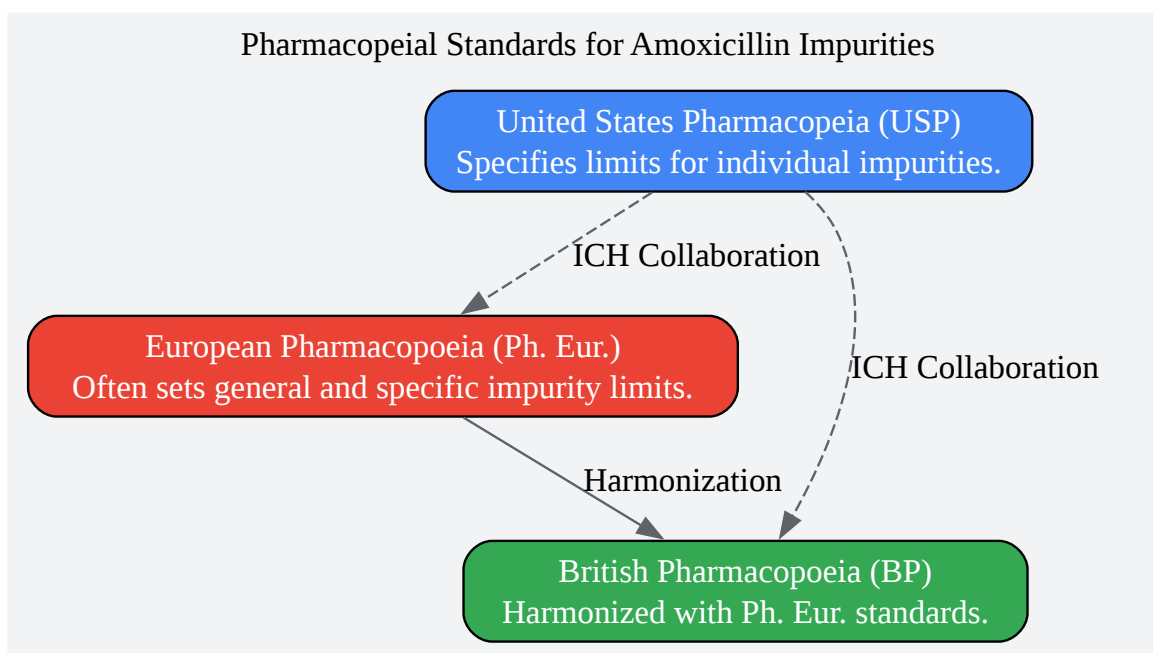 Pharmacopeial Standards for Amoxicillin Impurities
United States Pharmacopeia (USP)
Specifies limits for individual impurities.
ICH Collaboration
European Pharmacopoeia (Ph. Eur.)
Often sets general and specific impurity limits.
ICH Collaboration
Harmonization
British Pharmacopoeia (BP)
Harmonized with Ph. Eur. standards.